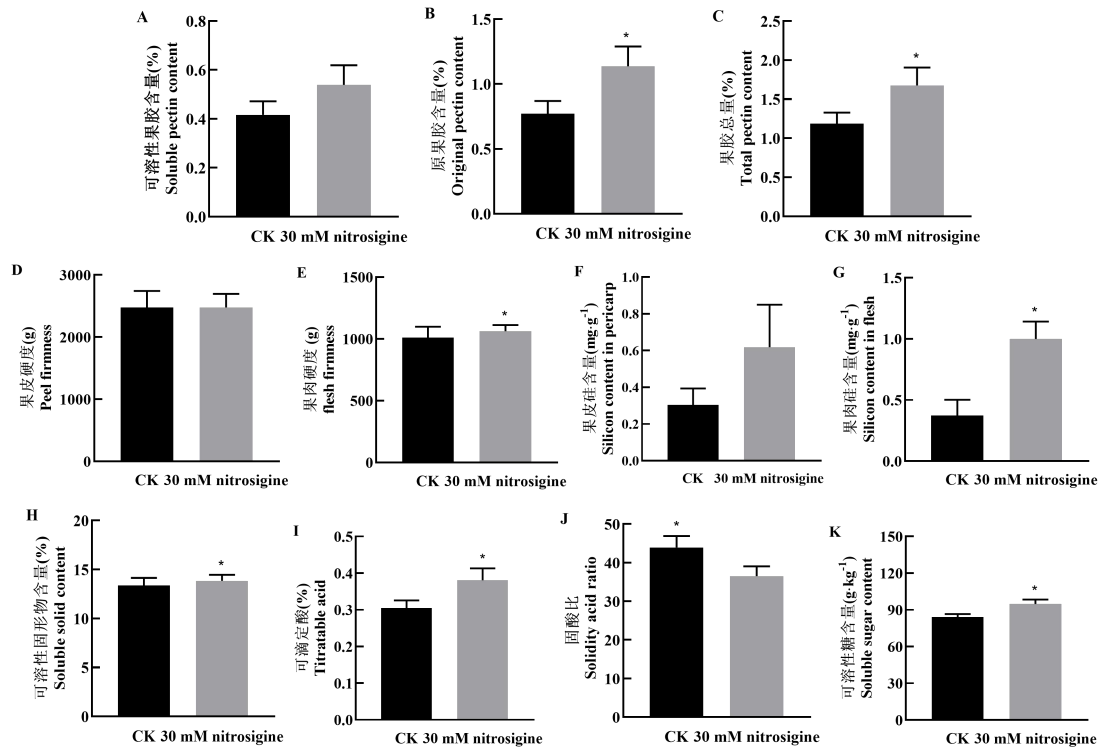 A
可溶性果胶含量(%)
Soluble pectin content
0.8
0.6
0.4
0.2
0.0
CK 30 mM nitrosigine
B
原果胶含量(%)
Original pectin content
1.5
1.0
0.5
0.0
*
CK 30 mM nitrosigine
C
果胶总量(%)
Total pectin content
2.5
2.0
1.5
1.0
0.5
0.0
*
CK 30 mM nitrosigine
D
果皮硬度(g)
Peel firmness
3000
2000
1000
0
CK 30 mM nitrosigine
E
果肉硬度 (g)
flesh firmness
1500
1000
500
0
*
CK 30 mM nitrosigine
F
果皮硅含量(mg·g-1)
Silicon content in pericarp
1.0
0.8
0.6
0.4
0.2
0.0
CK 30 mM nitrosigine
G
果肉硅含量(mg·g-1)
Silicon content in flesh
1.5
1.0
0.5
0.0
*
CK 30 mM nitrosigine
H
可溶性固形物含量(%)
Soluble solid content
20
15
10
5
0
*
CK 30 mM nitrosigine
I
可滴定酸(%)
Titratable acid
0.5
0.4
0.3
0.2
0.1
0.0
*
CK 30 mM nitrosigine
J
固酸比
Solidity acid ratio
50
40
30
20
10
0
*
CK 30 mM nitrosigine
K
可溶性糖含量(g·kg-1)
Soluble sugar content
150
120
90
60
30
0
*
CK 30 mM nitrosigine